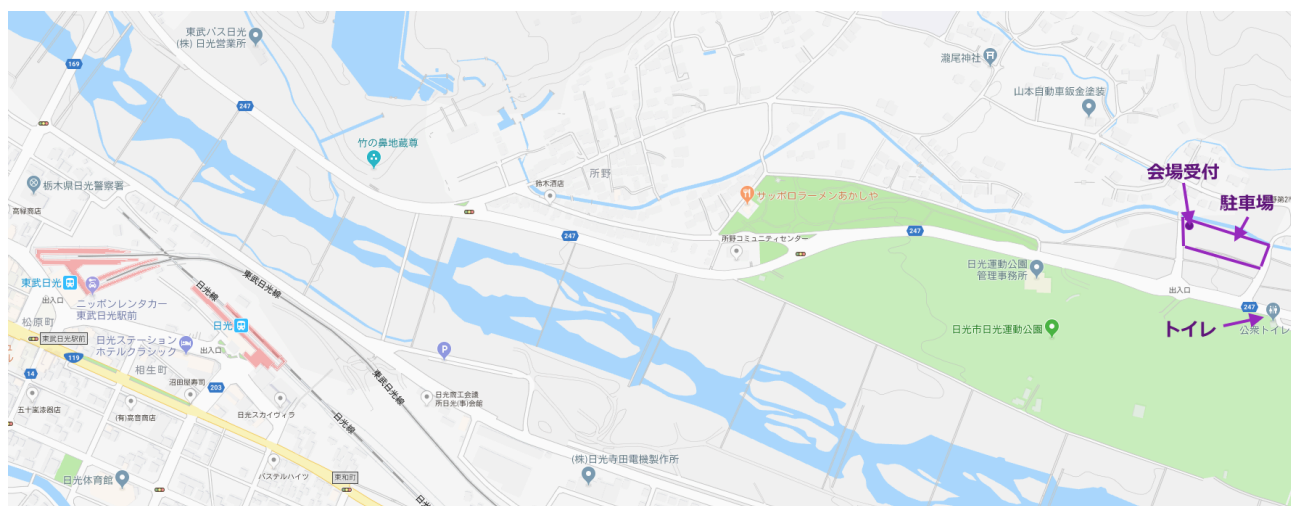 東武バス日光
(株) 日光営業所
169
247
瀧尾神社
山本自動車鈑金塗装
竹の鼻地蔵尊
所野
鈴木酒店
栃木県日光警察署
高緑商店
サッポロラーメンあかしや
会場受付
駐車場
247
247
所野コミュニティセンター
日光運動公園
管理事務所
出入口
247
トイレ
公衆トイレ
東武日光
出入口
ニッポンレンタカー
東武日光駅前
日光線
東武日光線
日光
松原町
東武日光駅前
119
日光ステーション
ホテルクラシック
出入口
相生町
14
沼田屋寿司
203
五十嵐漆器店
(有)高吉商店
日光スカイヴィラ
日光線
東武日光線
P
日光商工会議
所日光(事)会館
日光市日光運動公園
パステルハイツ
東和町
日光体育館
(株)日光寺田電機製作所